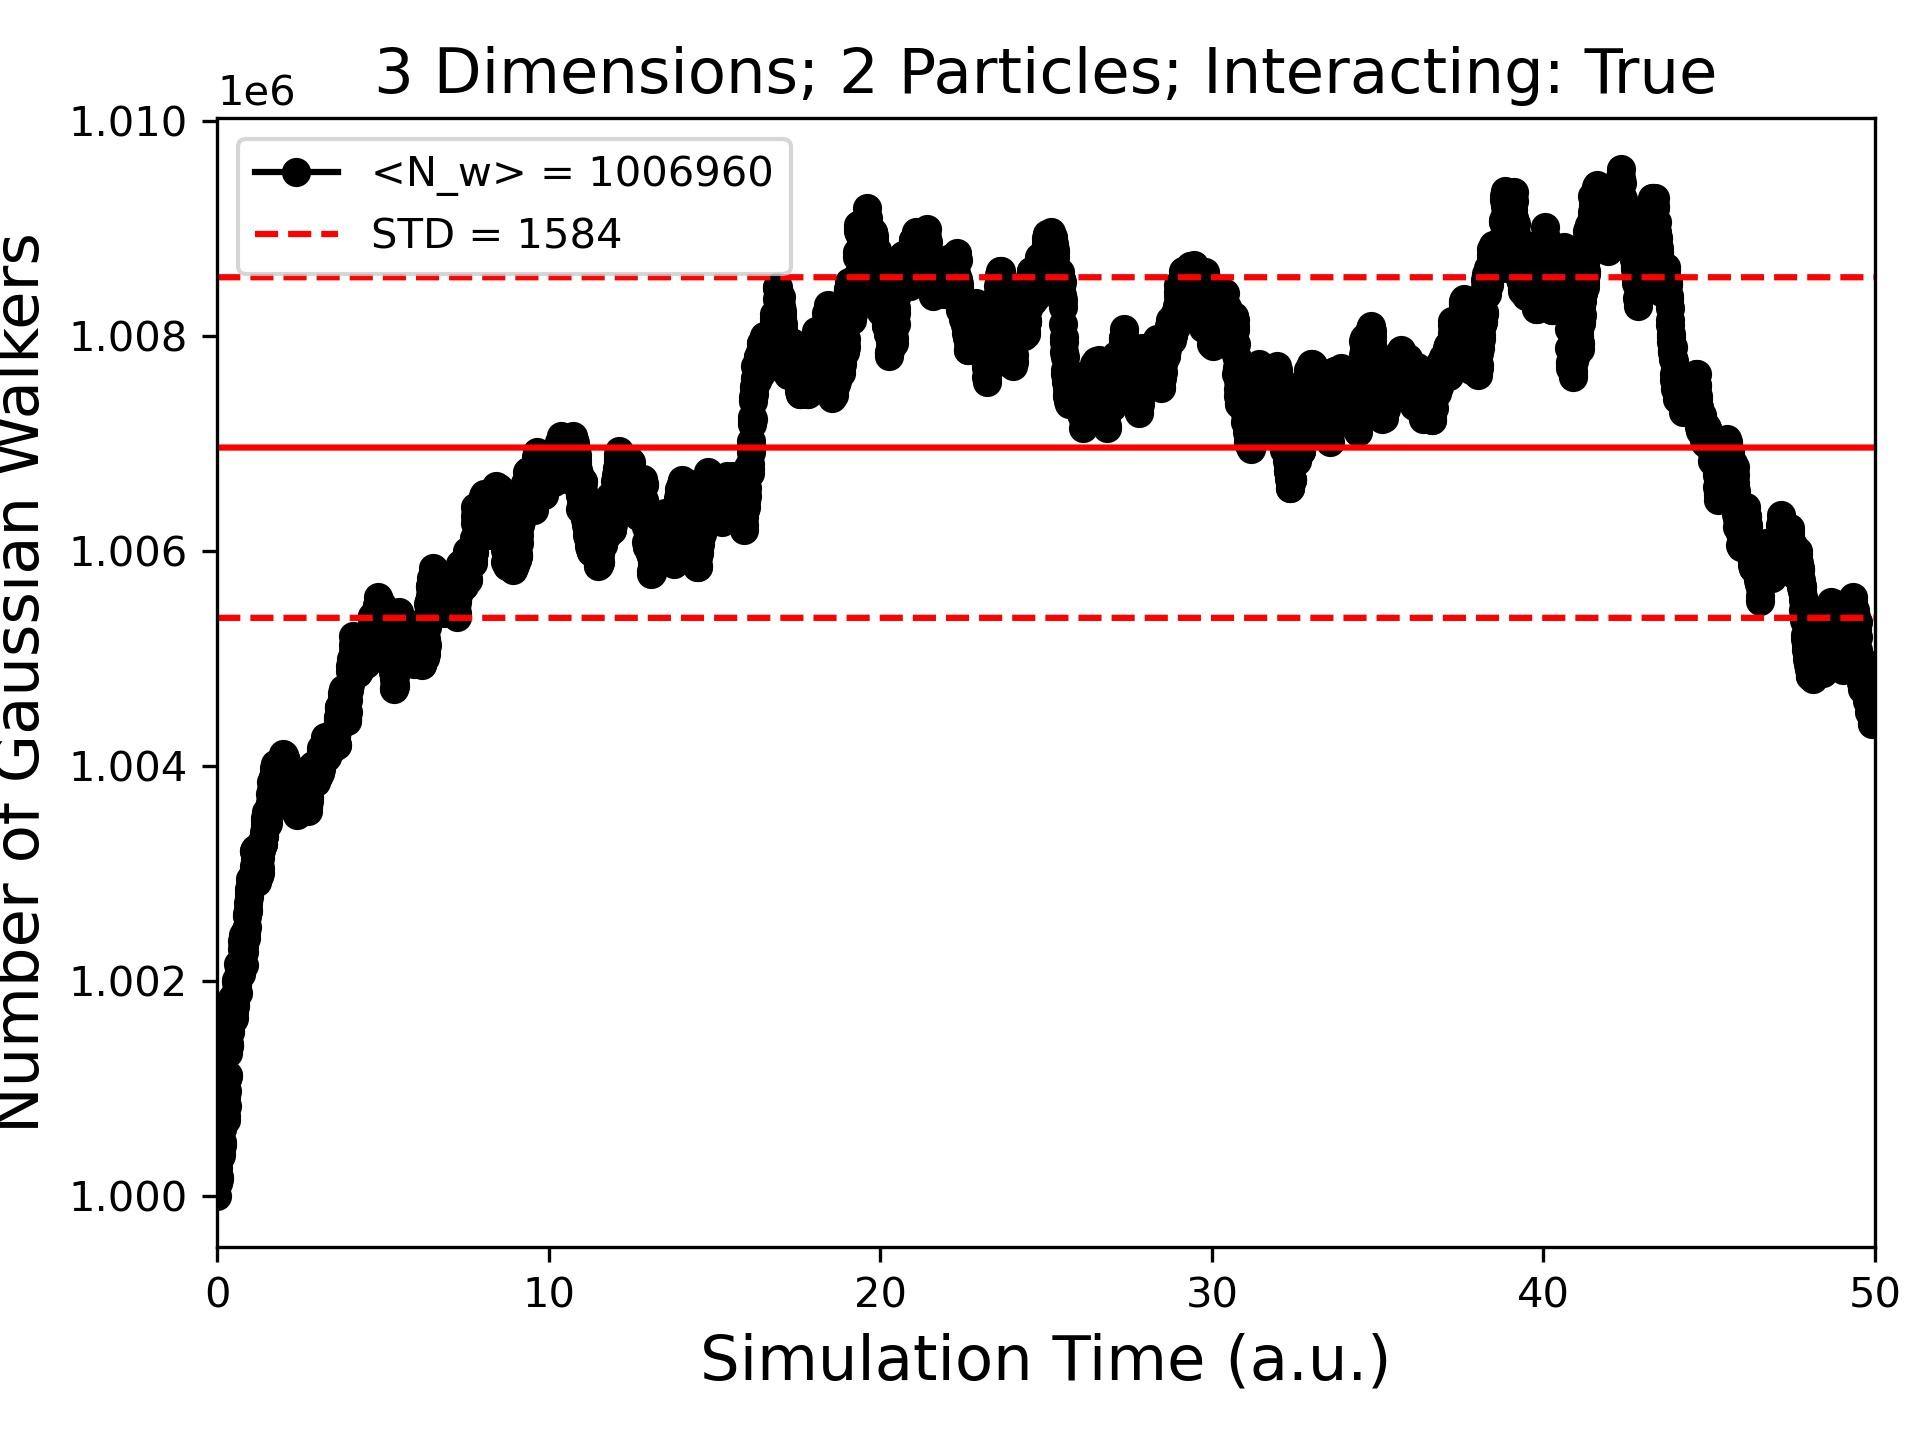 3 Dimensions; 2 Particles; Interacting: True
1e6
<N_w> = 1006960
STD = 1584
Number of Gaussian Walkers
1.010
1.008
1.006
1.004
1.002
1.000
0 10 20 30 40 50
Simulation Time (a.u.)